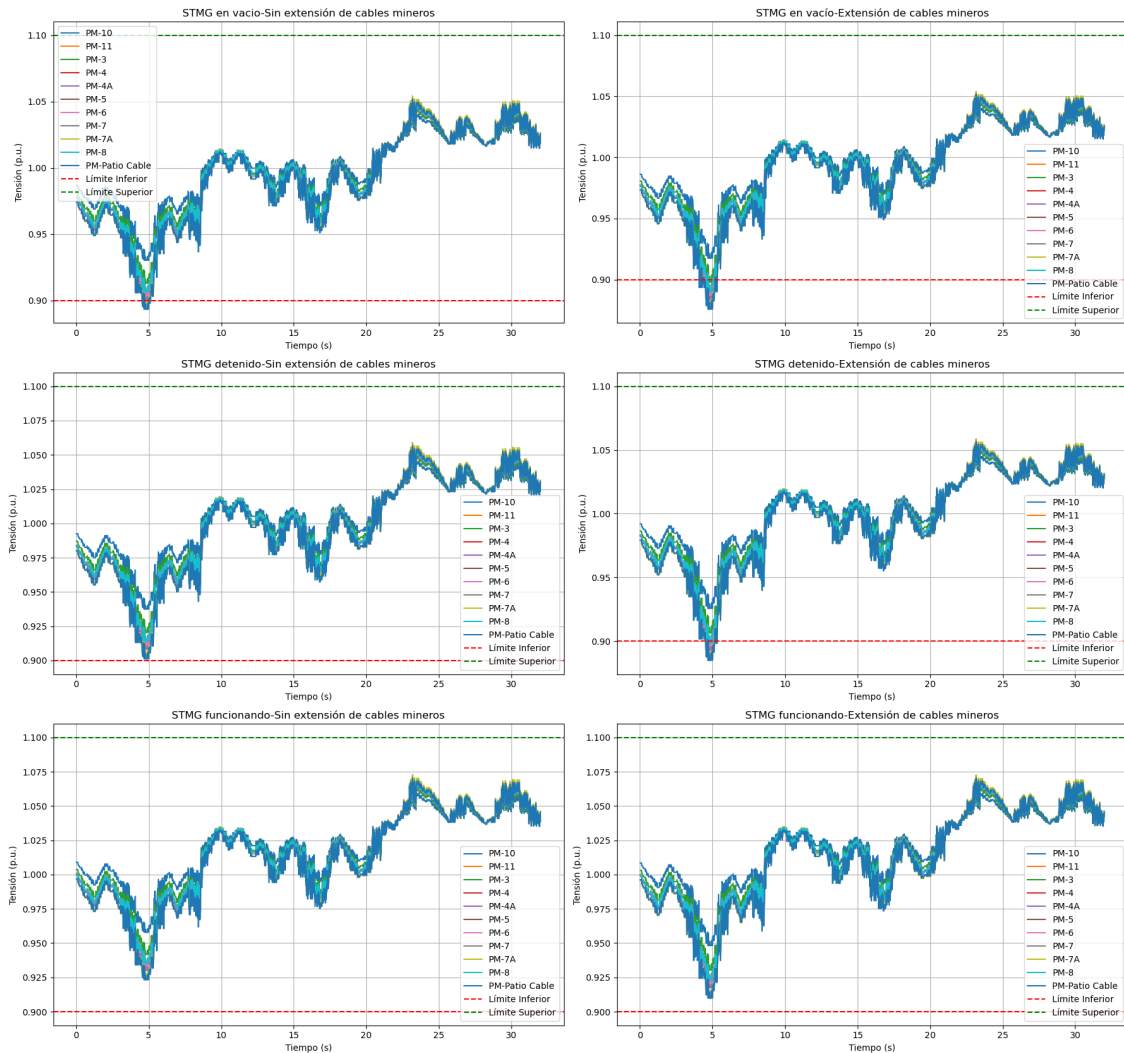 STMG en vacio-Sin extensión de cables mineros
1.10
1.05
1.00
0.95
0.90
Tensión (p.u.)
PM-10
PM-11
PM-3
PM-4
PM-4A
PM-5
PM-6
PM-7
PM-7A
PM-8
PM-Patio Cable
Límite Inferior
Límite Superior
0 5 10 15 20 25 30
Tiempo (s)
STMG en vacío-Extensión de cables mineros
1.10
1.05
1.00
0.95
0.90
Tensión (p.u.)
PM-10
PM-11
PM-3
PM-4
PM-4A
PM-5
PM-6
PM-7
PM-7A
PM-8
PM-Patio Cable
Límite Inferior
Límite Superior
0 5 10 15 20 25 30
Tiempo (s)
STMG detenido-Sin extensión de cables mineros
1.100
1.075
1.050
1.025
1.000
0.975
0.950
0.925
0.900
Tensión (p.u.)
PM-10
PM-11
PM-3
PM-4
PM-4A
PM-5
PM-6
PM-7
PM-7A
PM-8
PM-Patio Cable
Límite Inferior
Límite Superior
0 5 10 15 20 25 30
Tiempo (s)
STMG detenido-Extensión de cables mineros
1.10
1.05
1.00
0.95
0.90
Tensión (p.u.)
PM-10
PM-11
PM-3
PM-4
PM-4A
PM-5
PM-6
PM-7
PM-7A
PM-8
PM-Patio Cable
Límite Inferior
Límite Superior
0 5 10 15 20 25 30
Tiempo (s)
STMG funcionando-Sin extensión de cables mineros
1.100
1.075
1.050
1.025
1.000
0.975
0.950
0.925
0.900
Tensión (p.u.)
PM-10
PM-11
PM-3
PM-4
PM-4A
PM-5
PM-6
PM-7
PM-7A
PM-8
PM-Patio Cable
Límite Inferior
Límite Superior
0 5 10 15 20 25 30
Tiempo (s)
STMG funcionando-Extensión de cables mineros
1.100
1.075
1.050
1.025
1.000
0.975
0.950
0.925
0.900
Tensión (p.u.)
PM-10
PM-11
PM-3
PM-4
PM-4A
PM-5
PM-6
PM-7
PM-7A
PM-8
PM-Patio Cable
Límite Inferior
Límite Superior
0 5 10 15 20 25 30
Tiempo (s)